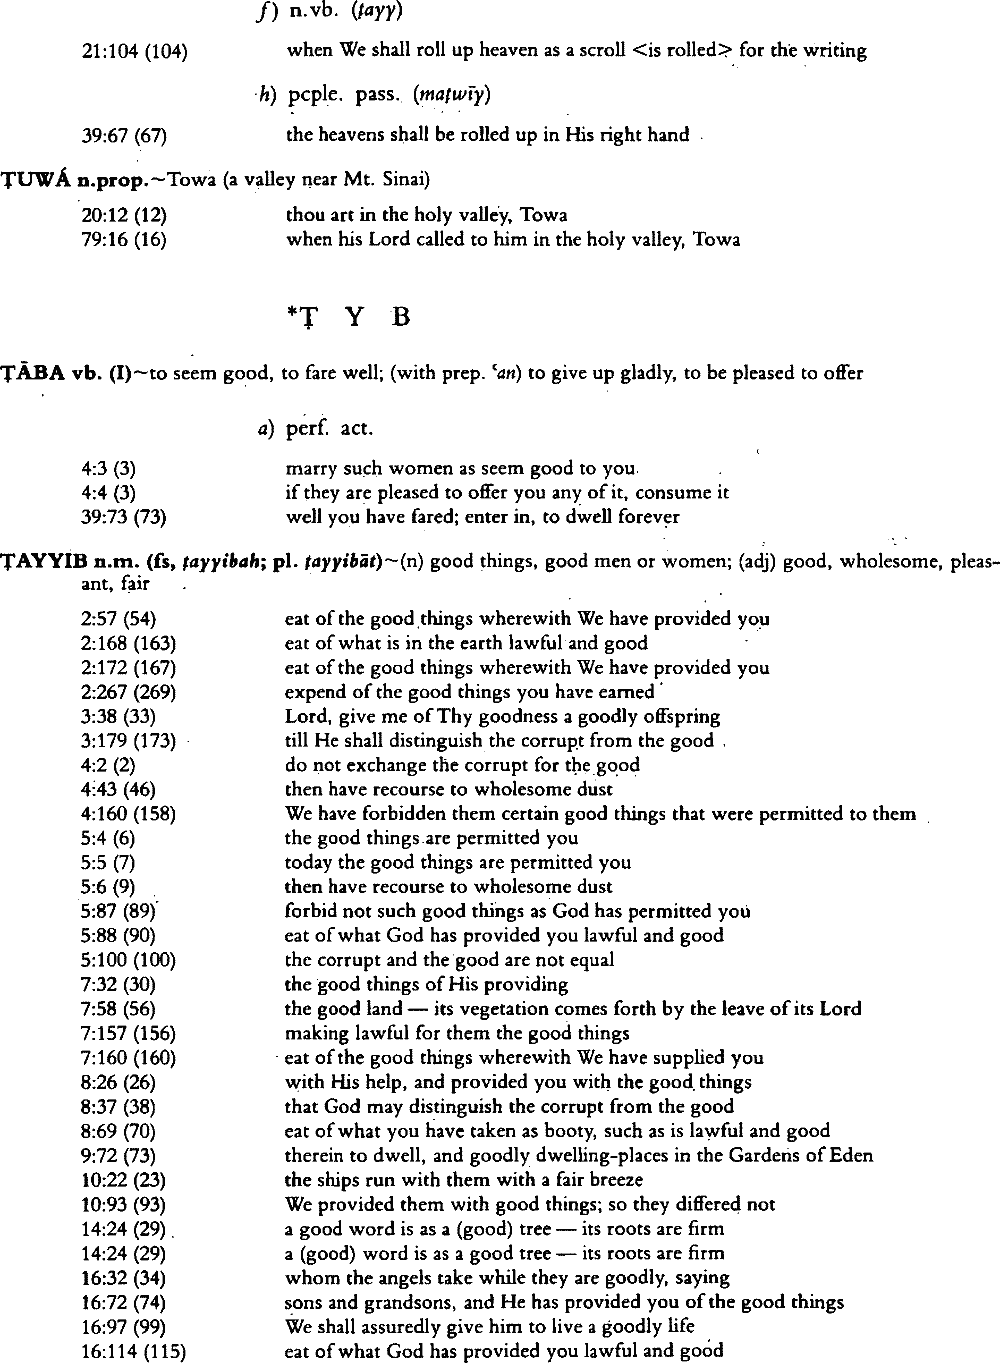 f) n.vb. (ṭayy)
21:104 (104) when We shall roll up heaven as a scroll <is rolled> for the writing
h) pcple. pass. (maṭwīy)
39:67 (67) the heavens shall be rolled up in His right hand
ṬUWÁ n.prop.~Towa (a valley near Mt. Sinai)
20:12 (12) thou art in the holy valley, Towa
79:16 (16) when his Lord called to him in the holy valley, Towa
*Ṭ Y B
ṬĀBA vb. (I)~to seem good, to fare well; (with prep. ʿan) to give up gladly, to be pleased to offer
a) perf. act.
4:3 (3) marry such women as seem good to you
4:4 (3) if they are pleased to offer you any of it, consume it
39:73 (73) well you have fared; enter in, to dwell forever
ṬAYYIB n.m. (fs, ṭayyibah; pl. ṭayyibāt)~(n) good things, good men or women; (adj) good, wholesome, pleas-
ant, fair
2:57 (54) eat of the good things wherewith We have provided you
2:168 (163) eat of what is in the earth lawful and good
2:172 (167) eat of the good things wherewith We have provided you
2:267 (269) expend of the good things you have earned
3:38 (33) Lord, give me of Thy goodness a goodly offspring
3:179 (173) till He shall distinguish the corrupt from the good
4:2 (2) do not exchange the corrupt for the good
4:43 (46) then have recourse to wholesome dust
4:160 (158) We have forbidden them certain good things that were permitted to them
5:4 (6) the good things are permitted you
5:5 (7) today the good things are permitted you
5:6 (9) then have recourse to wholesome dust
5:87 (89) forbid not such good things as God has permitted you
5:88 (90) eat of what God has provided you lawful and good
5:100 (100) the corrupt and the good are not equal
7:32 (30) the good things of His providing
7:58 (56) the good land — its vegetation comes forth by the leave of its Lord
7:157 (156) making lawful for them the good things
7:160 (160) eat of the good things wherewith We have supplied you
8:26 (26) with His help, and provided you with the good things
8:37 (38) that God may distinguish the corrupt from the good
8:69 (70) eat of what you have taken as booty, such as is lawful and good
9:72 (73) therein to dwell, and goodly dwelling-places in the Gardens of Eden
10:22 (23) the ships run with them with a fair breeze
10:93 (93) We provided them with good things; so they differed not
14:24 (29) a good word is as a (good) tree — its roots are firm
14:24 (29) a (good) word is as a good tree — its roots are firm
16:32 (34) whom the angels take while they are goodly, saying
16:72 (74) sons and grandsons, and He has provided you of the good things
16:97 (99) We shall assuredly give him to live a goodly life
16:114 (115) eat of what God has provided you lawful and good